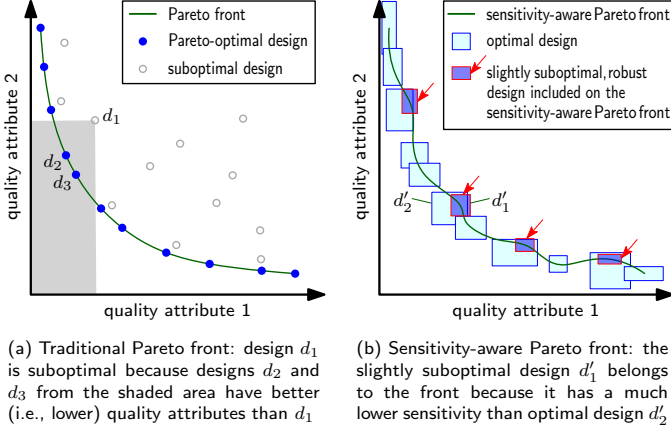 Pareto front
Pareto-optimal design
suboptimal design
quality attribute 2
d1
d2
d3
quality attribute 1
sensitivity-aware Pareto front
optimal design
slightly suboptimal, robust
design included on the
sensitivity-aware Pareto front
quality attribute 2
d′2
d′1
quality attribute 1
(a) Traditional Pareto front: design d1
is suboptimal because designs d2 and
d3 from the shaded area have better
(i.e., lower) quality attributes than d1
(b) Sensitivity-aware Pareto front: the
slightly suboptimal design d′1 belongs
to the front because it has a much
lower sensitivity than optimal design d′2